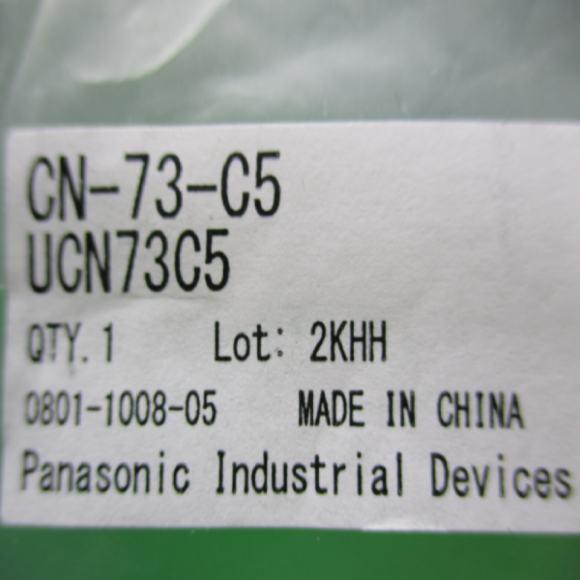 CN-73-C5
UCN73C5
QTY. 1 Lot: 2KHH
0801-1008-05 MADE IN CHINA
Panasonic Industrial Devices